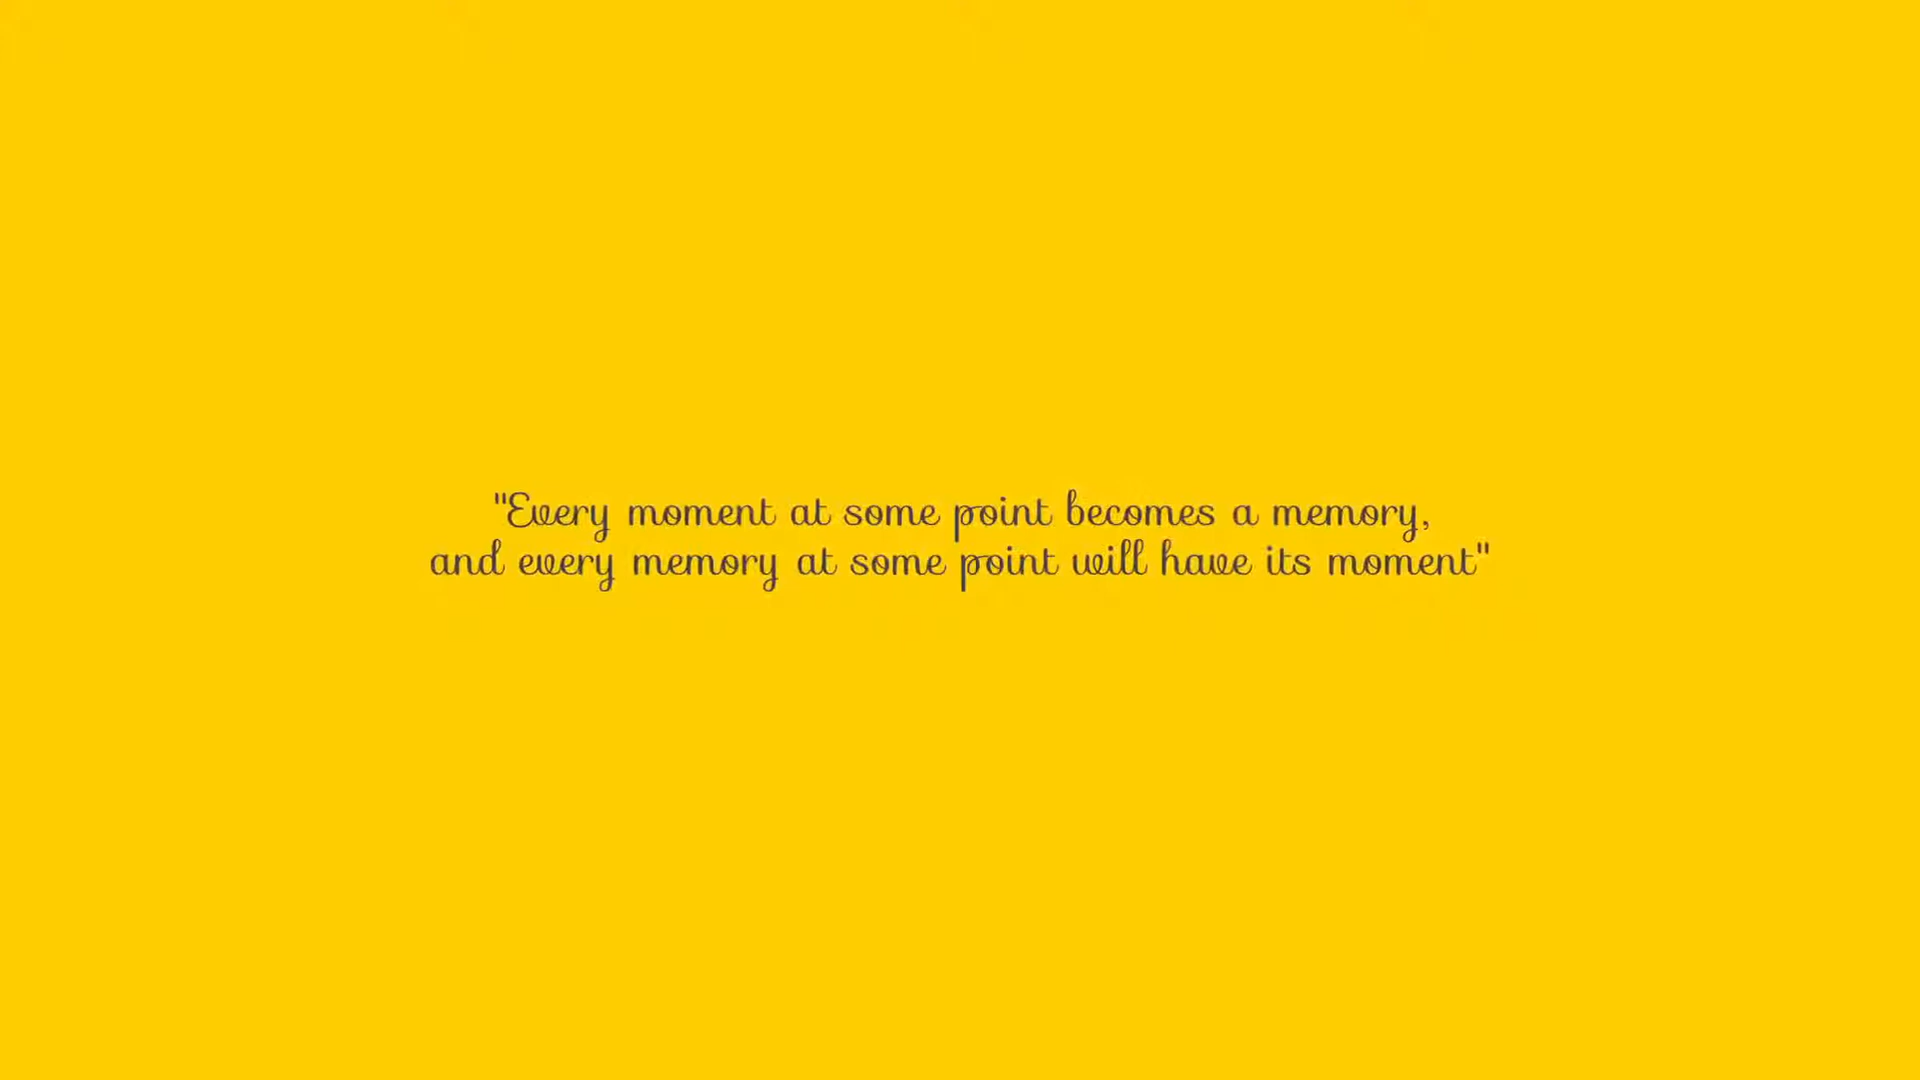 "Every moment at some point becomes a memory,
and every memory at some point will have its moment"